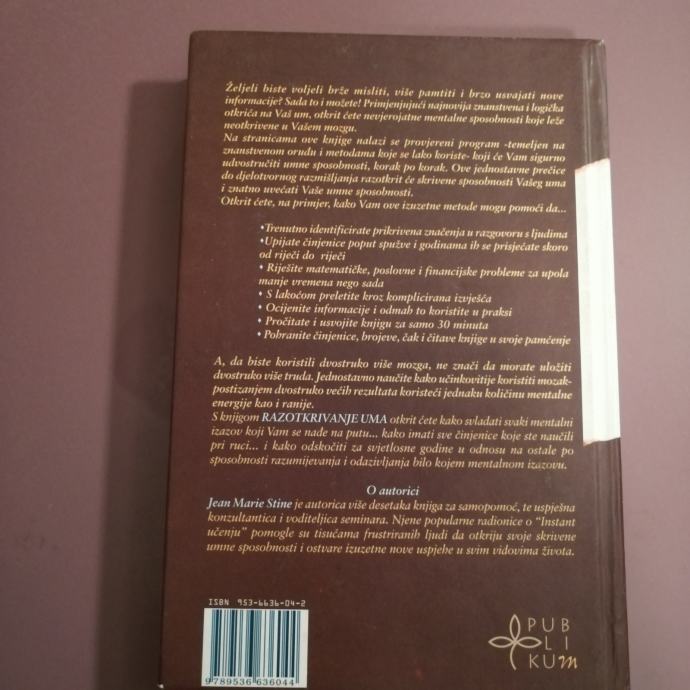 Željeli biste voljeli brže misliti, više pamtiti i brzo usvajati nove
informacije? Sada to i možete! Primjenjujući najnovija znanstvena i logička
otkrića na Vaš um, otkrit ćete nevjerojatne mentalne sposobnosti koje leže
neotkrivene u Vašem mozgu.
Na stranicama ove knjige nalazi se provjereni program -temeljen na
znanstvenom oruđu i metodama koje se lako koriste- koji će Vam sigurno
udvostručiti umne sposobnosti, korak po korak. Ove jednostavne prečice
do djelotvornog razmišljanja razotkrit će skrivene sposobnosti Vašeg uma
i znatno uvećati Vaše umne sposobnosti.
Otkrit ćete, na primjer, kako Vam ove izuzetne metode mogu pomoći da...
•Trenutno identificirate prikrivena značenja u razgovoru s ljudima
•Upijate činjenice poput spužve i godinama ih se prisjećate skoro
od riječi do riječi
• Riješite matematičke, poslovne i financijske probleme za upola
manje vremena nego sada
• S lakoćom preletite kroz komplicirana izvješća
• Ocijenite informacije i odmah to koristite u praksi
• Pročitate i usvojite knjigu za samo 30 minuta
• Pohranite činjenice, brojeve, čak i čitave knjige u svoje pamćenje
A, da biste koristili dvostruko više mozga, ne znači da morate uložiti
dvostruko više truda. Jednostavno naučite kako učinkovitije koristiti mozak-
postizanjem dvostruko većih rezultata koristeći jednaku količinu mentalne
energije kao i ranije.
S knjigom RAZOTKRIVANJE UMA otkrit ćete kako svladati svaki mentalni
izazov koji Vam se nađe na putu... kako imati sve činjenice koje ste naučili
pri ruci... i kako odskočiti za svjetlosne godine u odnosu na ostale po
sposobnosti razumijevanja i odazivljanja bilo kojem mentalnom izazovu.
O autorici
Jean Marie Stine je autorica više desetaka knjiga za samopomoć, te uspješna
konzultantica i voditeljica seminara. Njene popularne radionice o "Instant
učenju" pomogle su tisućama frustriranih ljudi da otkriju svoje skrivene
umne sposobnosti i ostvare izuzetne nove uspjehe u svim vidovima života.
ISBN 953-6636-04-2
9789536636044
PUB
LI
KUM